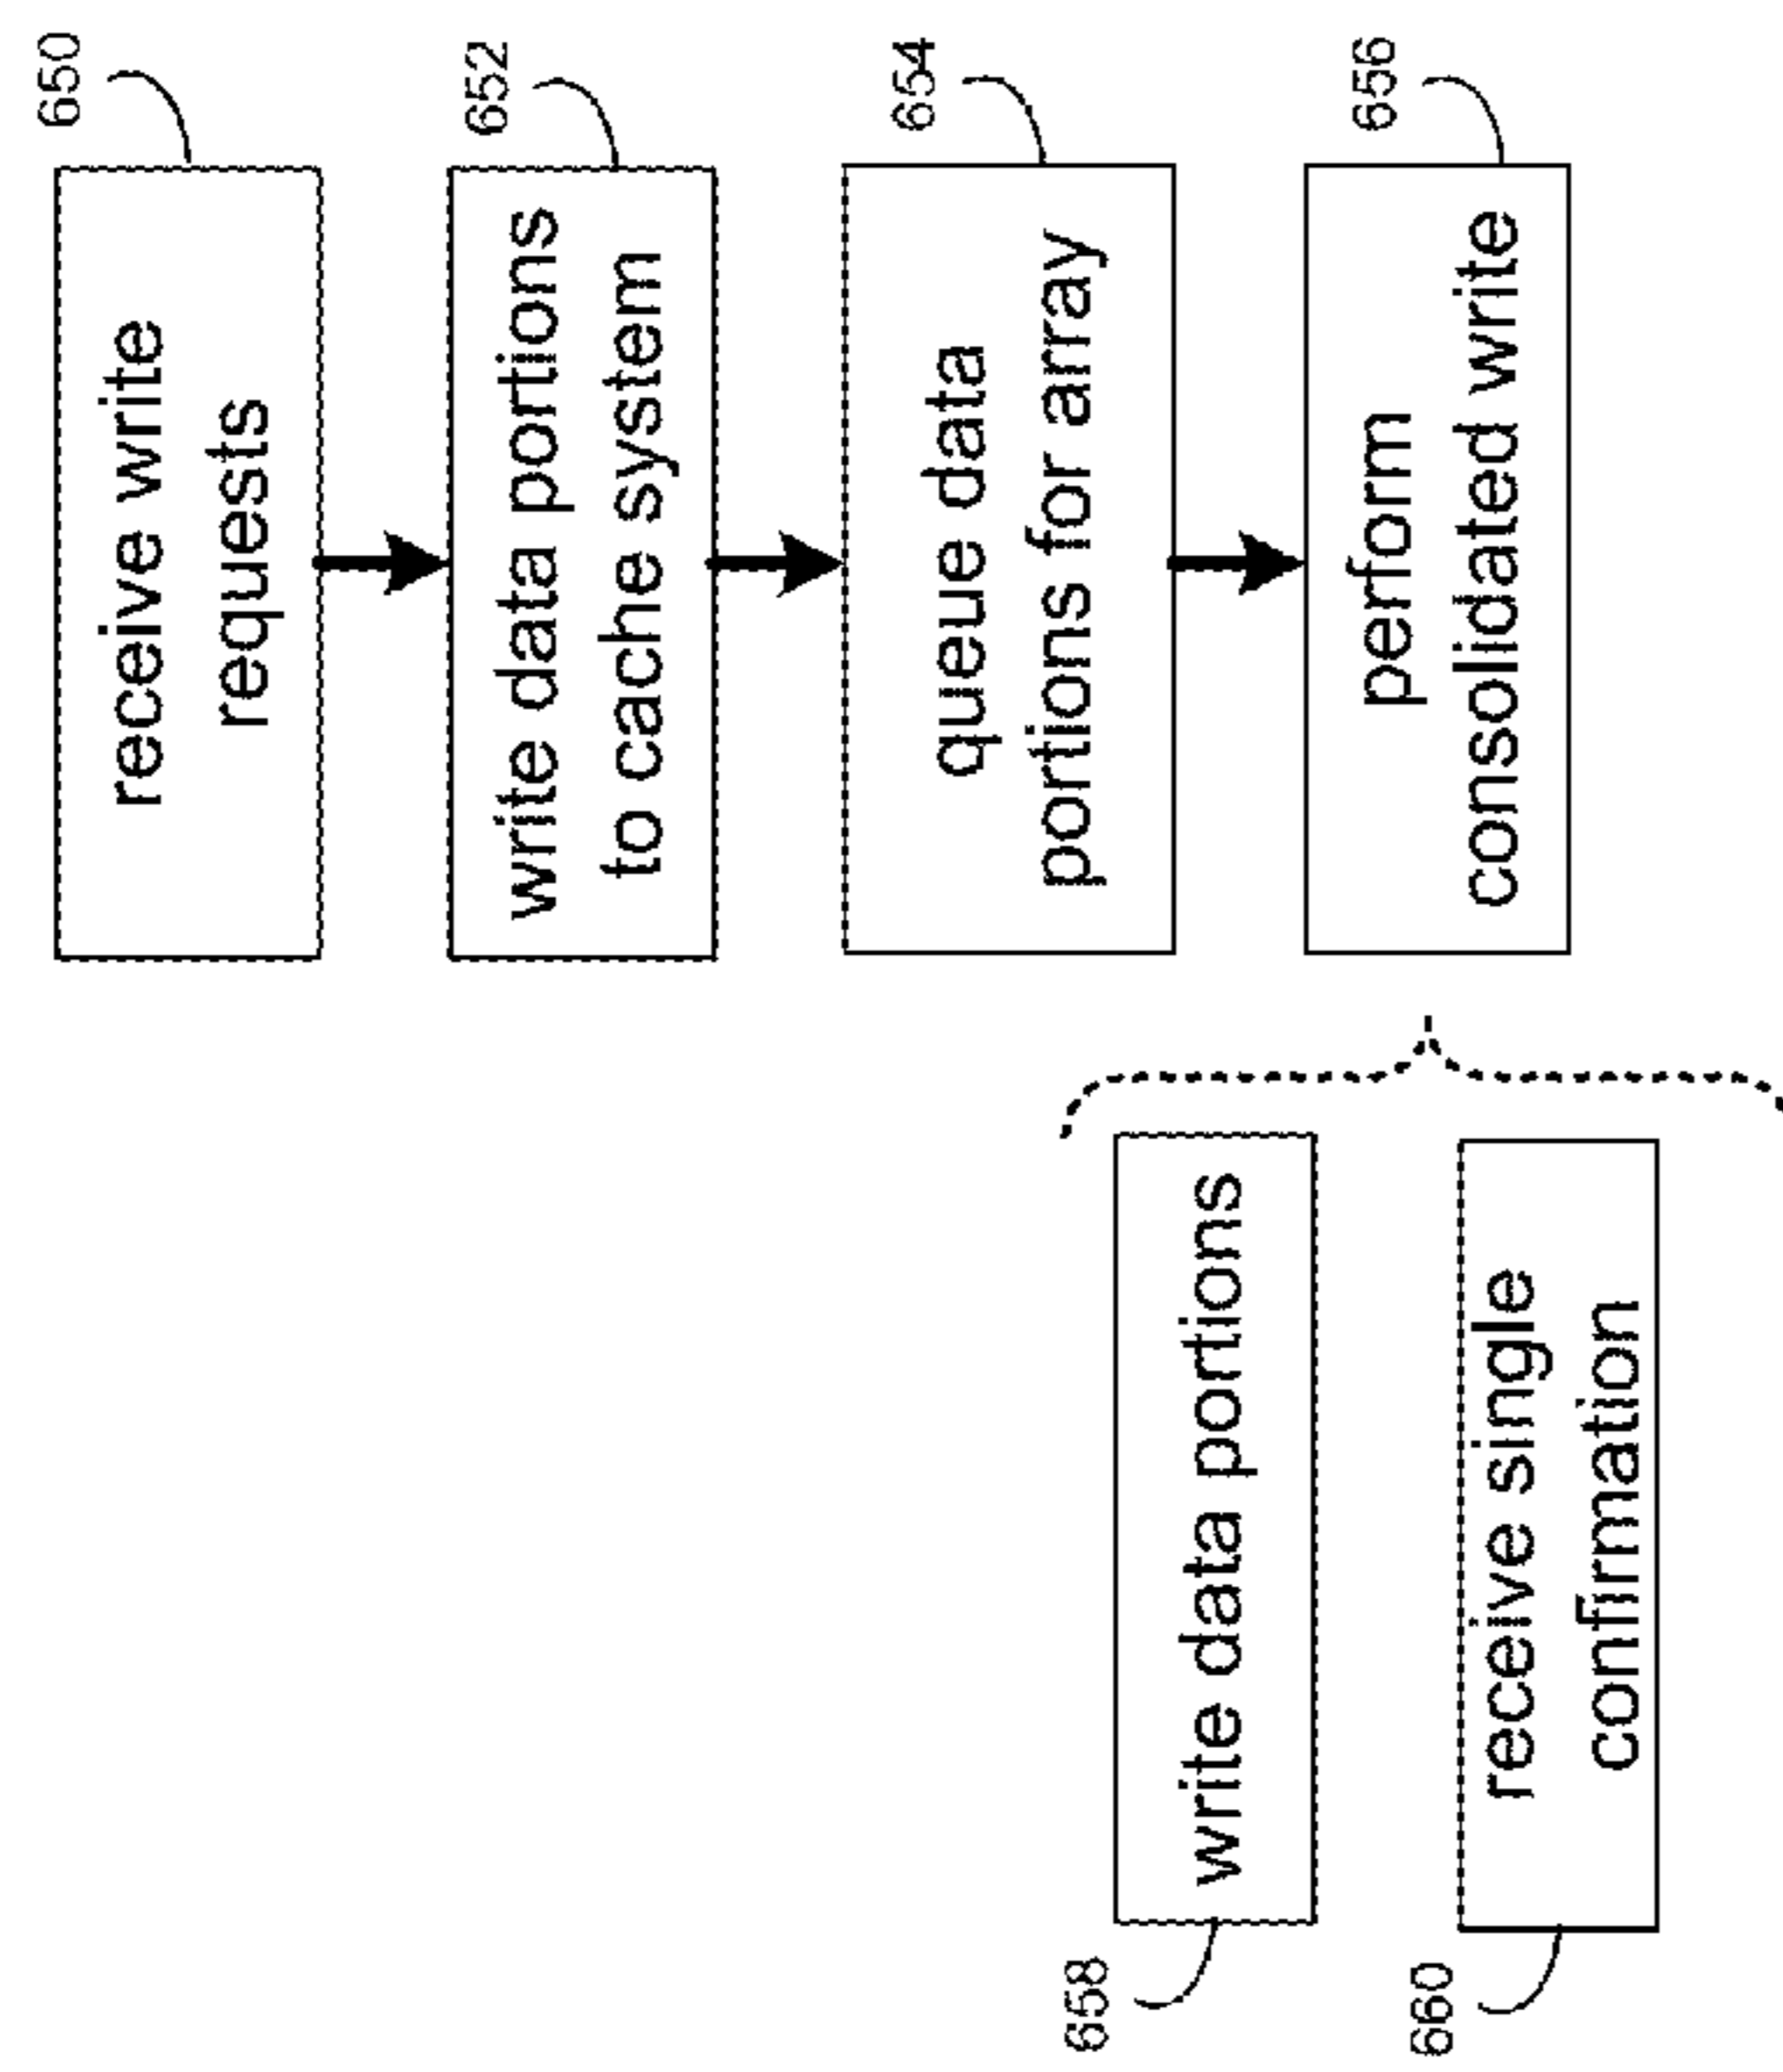 650
receive write
requests
652
write data portions
to cache system
654
queue data
portions for array
656
perform
consolidated write
658
write data portions
660
receive single
confirmation